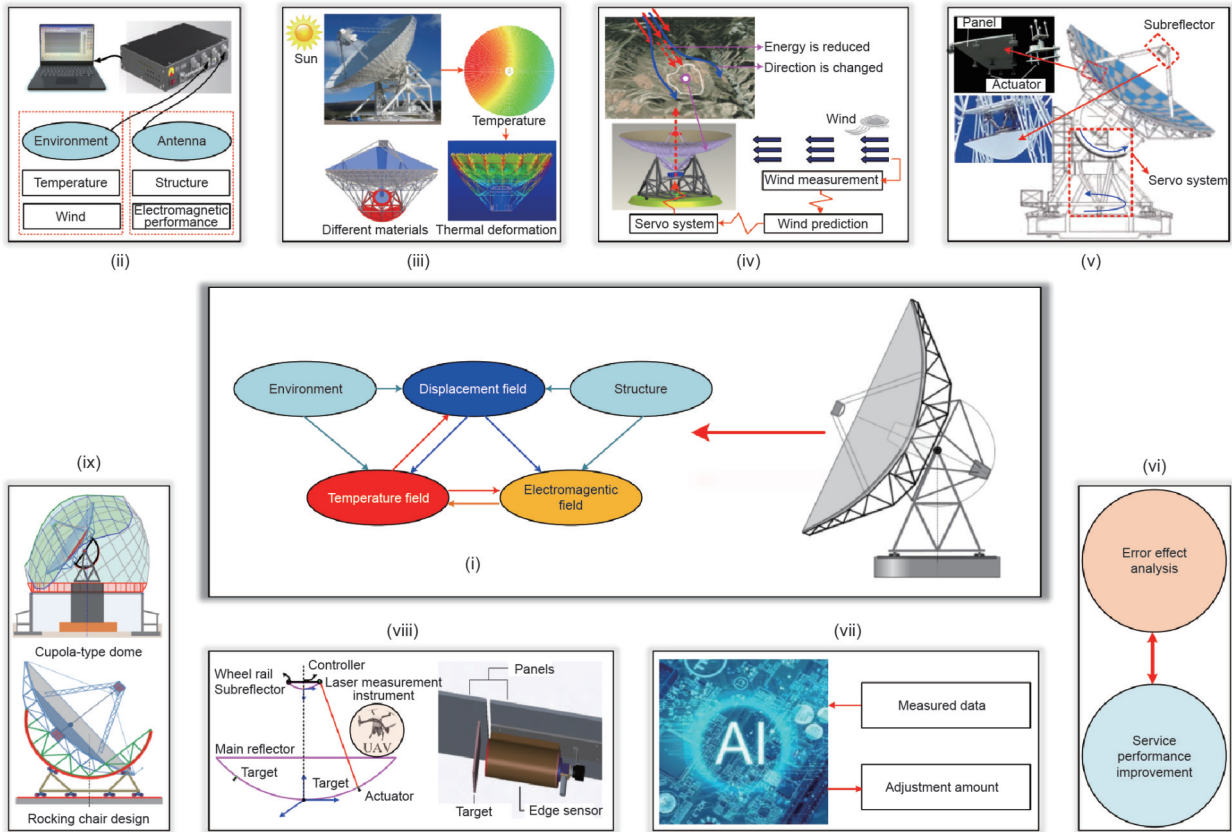 Environment
Antenna
Temperature
Structure
Wind
Electromagnetic
performance
(ii)
Sun
Temperature
Different materials
Thermal deformation
(iii)
Energy is reduced
Direction is changed
Wind
Wind measurement
Servo system
Wind prediction
(iv)
Panel
Subreflector
Actuator
Servo system
(v)
Environment
Displacement field
Structure
Temperature field
Electromagentic
field
(i)
(ix)
Cupola-type dome
Rocking chair design
(viii)
Controller
Wheel rail
Subreflector
Laser measurement
instrument
UAV
Main reflector
Target
Target
Actuator
Panels
Target
Edge sensor
(vii)
AI
Measured data
Adjustment amount
(vi)
Error effect
analysis
Service
performance
improvement